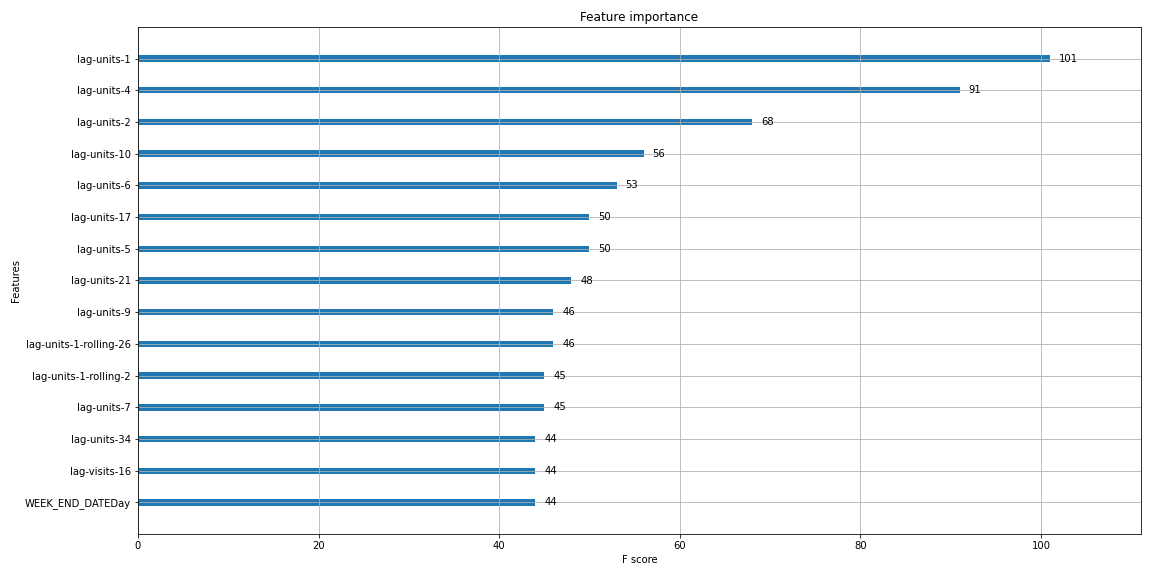 Feature importance
lag-units-1 101
lag-units-4 91
lag-units-2 68
lag-units-10 56
lag-units-6 53
lag-units-17 50
lag-units-5 50
lag-units-21 48
lag-units-9 46
lag-units-1-rolling-26 46
lag-units-1-rolling-2 45
lag-units-7 45
lag-units-34 44
lag-visits-16 44
WEEK_END_DATEDay 44
Features
0 20 40 60 80 100
F score